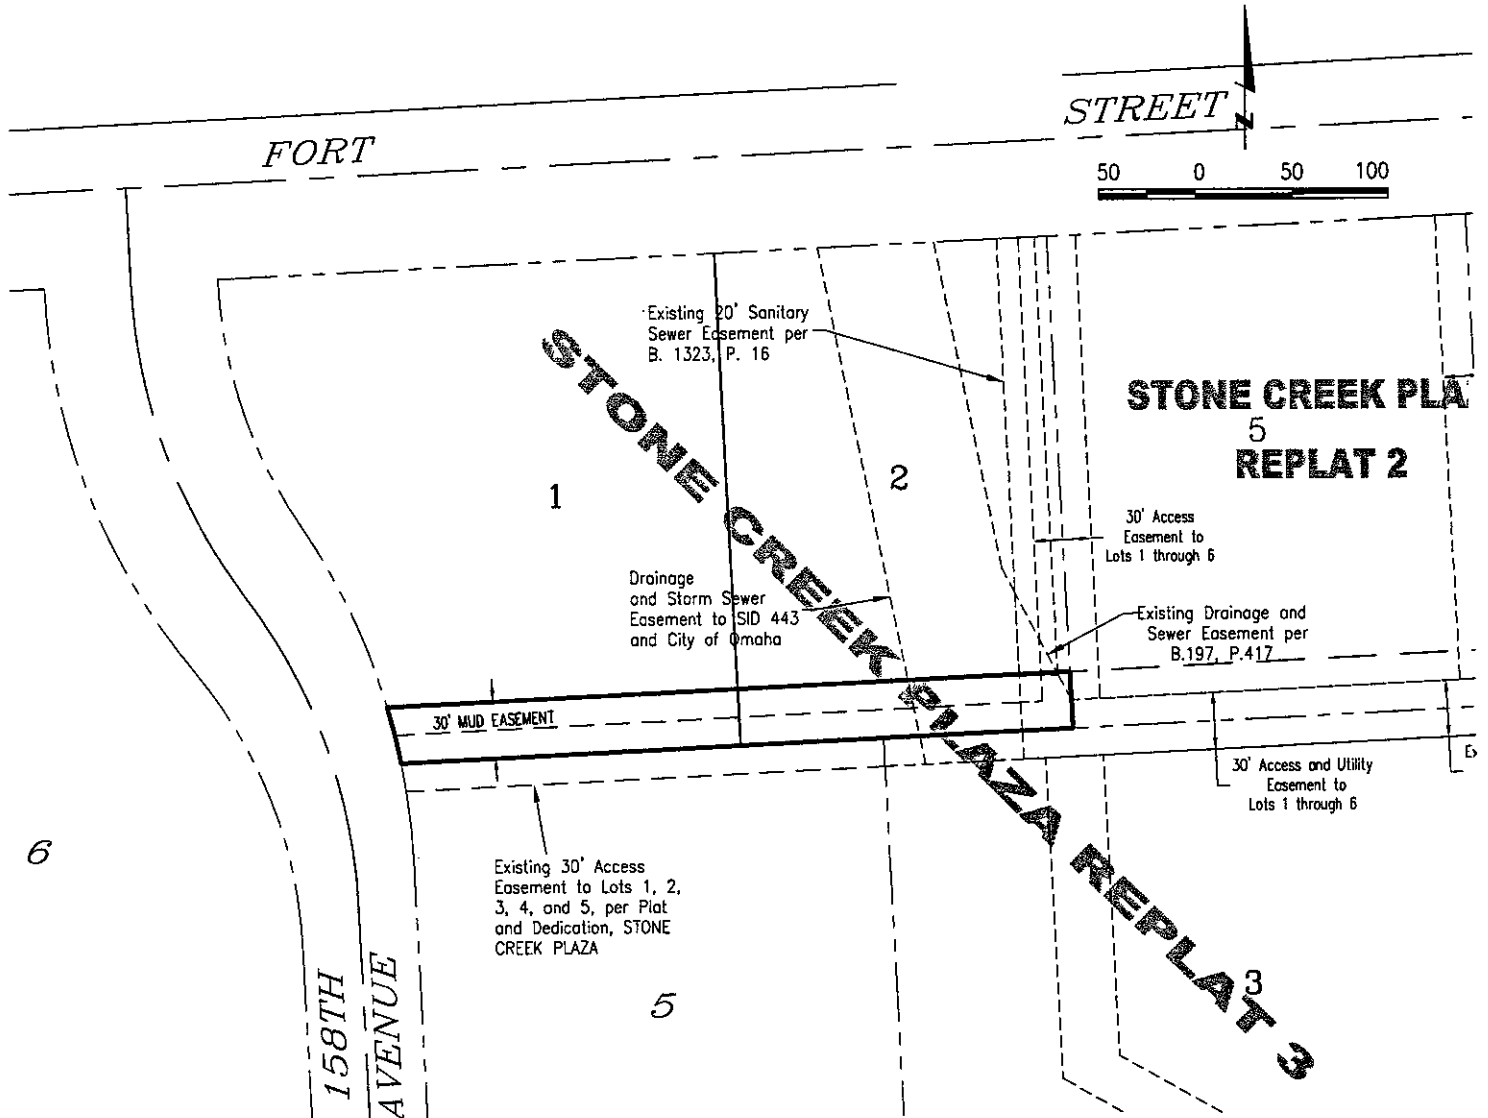 FORT
STREET
N
50 0 50 100
Existing 20' Sanitary
Sewer Easement per
B. 1323, P. 16
STONE CREEK PLAZA REPLAT 3
STONE CREEK PLA
5
REPLAT 2
1
2
30' Access
Easement to
Lots 1 through 6
Drainage
and Storm Sewer
Easement to SID 443
and City of Omaha
Existing Drainage and
Sewer Easement per
B.197, P.417
30' MUD EASEMENT
30' Access and Utility
Easement to
Lots 1 through 6
6
Existing 30' Access
Easement to Lots 1, 2,
3, 4, and 5, per Plat
and Dedication, STONE
CREEK PLAZA
5
3
158TH
AVENUE